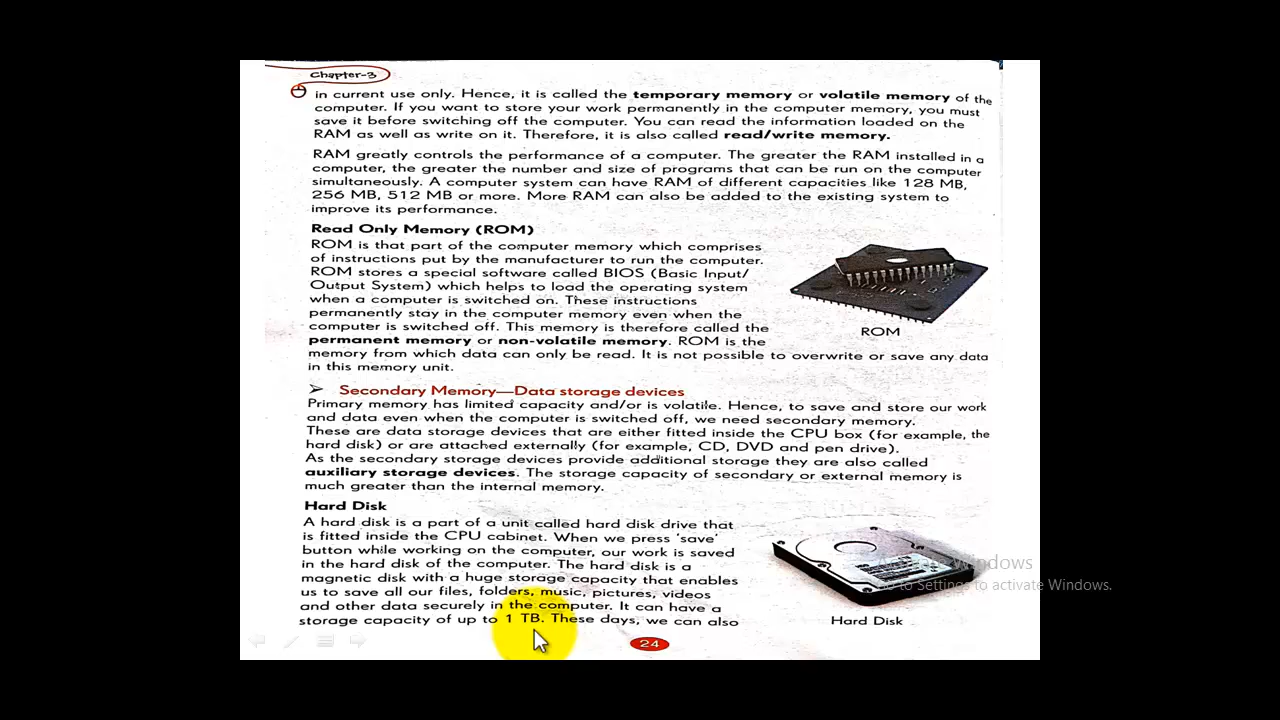 Chapter-3
in current use only. Hence, it is called the temporary memory or volatile memory of the
computer. If you want to store your work permanently in the computer memory, you must
save it before switching off the computer. You can read the information loaded on the
RAM as well as write on it. Therefore, it is also called read/write memory.
RAM greatly controls the performance of a computer. The greater the RAM installed in a
computer, the greater the number and size of programs that can be run on the computer
simultaneously. A computer system can have RAM of different capacities like 128 MB,
256 MB, 512 MB or more. More RAM can also be added to the existing system to
improve its performance.
Read Only Memory (ROM)
ROM is that part of the computer memory which comprises
of instructions put by the manufacturer to run the computer.
ROM stores a special software called BIOS (Basic Input/
Output System) which helps to load the operating system
when a computer is switched on. These instructions
permanently stay in the computer memory even when the
computer is switched off. This memory is therefore called the
permanent memory or non-volatile memory. ROM is the
memory from which data can only be read. It is not possible to overwrite or save any data
in this memory unit.
ROM
➢ Secondary Memory—Data storage devices
Primary memory has limited capacity and/or is volatile. Hence, to save and store our work
and data even when the computer is switched off, we need secondary memory.
These are data storage devices that are either fitted inside the CPU box (for example, the
hard disk) or are attached externally (for example, CD, DVD and pen drive).
As the secondary storage devices provide additional storage they are also called
auxiliary storage devices. The storage capacity of secondary or external memory is
much greater than the internal memory.
Hard Disk
A hard disk is a part of a unit called hard disk drive that
is fitted inside the CPU cabinet. When we press 'save'
button while working on the computer, our work is saved
in the hard disk of the computer. The hard disk is a
magnetic disk with a huge storage capacity that enables
us to save all our files, folders, music, pictures, videos
and other data securely in the computer. It can have a
storage capacity of up to 1 TB. These days, we can also
Hard Disk
24
Activate Windows
Go to Settings to activate Windows.